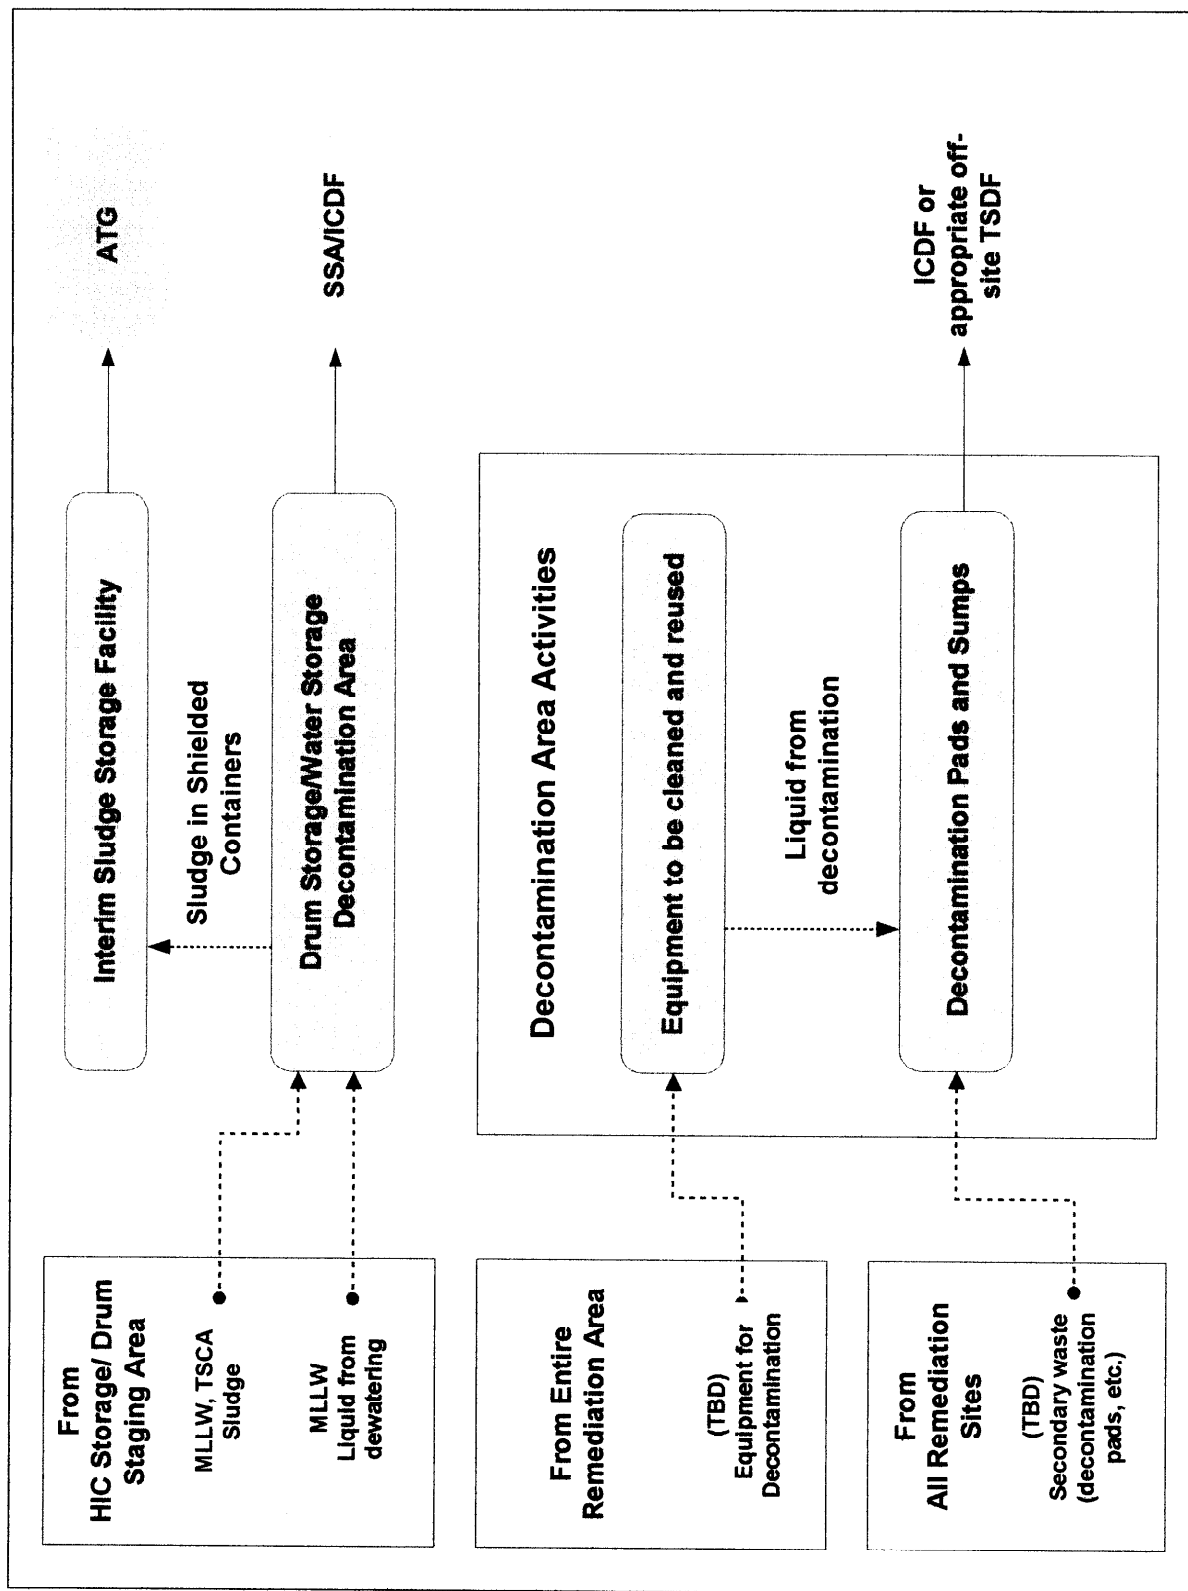 From
HIC Storage/ Drum
Staging Area
MLLW, TSCA
Sludge
MLLW
Liquid from
dewatering
Interim Sludge Storage Facility
Sludge in Shielded
Containers
Drum Storage/Water Storage
Decontamination Area
ATG
SSA/ICDF
From Entire
Remediation Area
(TBD)
Equipment for
Decontamination
Decontamination Area Activities
Equipment to be cleaned and reused
Liquid from
decontamination
Decontamination Pads and Sumps
From
All Remediation
Sites
(TBD)
Secondary waste
(decontamination
pads, etc.)
ICDF or
appropriate off-
site TSDF